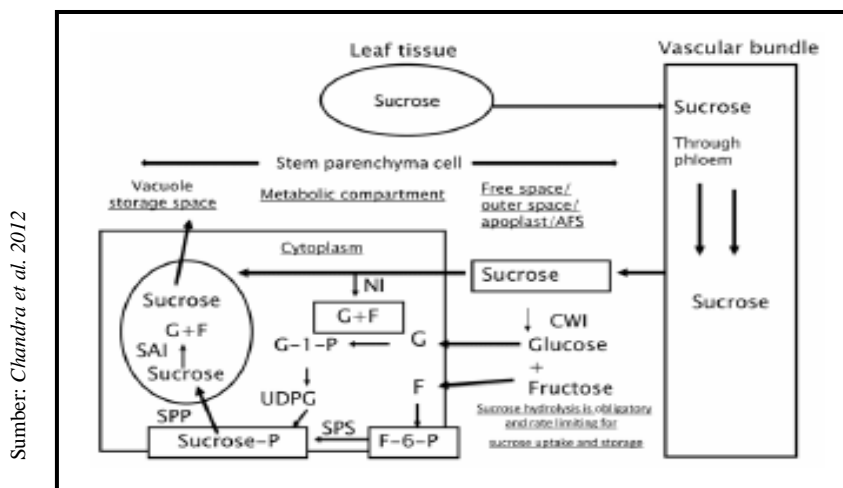 Leaf tissue
Sucrose
Vascular bundle
Sucrose
Through
phloem
Sucrose
Stem parenchyma cell
Vacuole
storage space
Metabolic compartment
Free space/
outer space/
apoplast/AFS
Cytoplasm
Sucrose
NI
G+F
G-1-P
G
UDPG
F
Sucrose
G+F
SAI
Sucrose
SPP
Sucrose-P
SPS
F-6-P
CWI
Glucose
+
Fructose
Sucrose hydrolysis is obligatory
and rate limiting for
sucrose uptake and storage
Sumber: Chandra et al. 2012